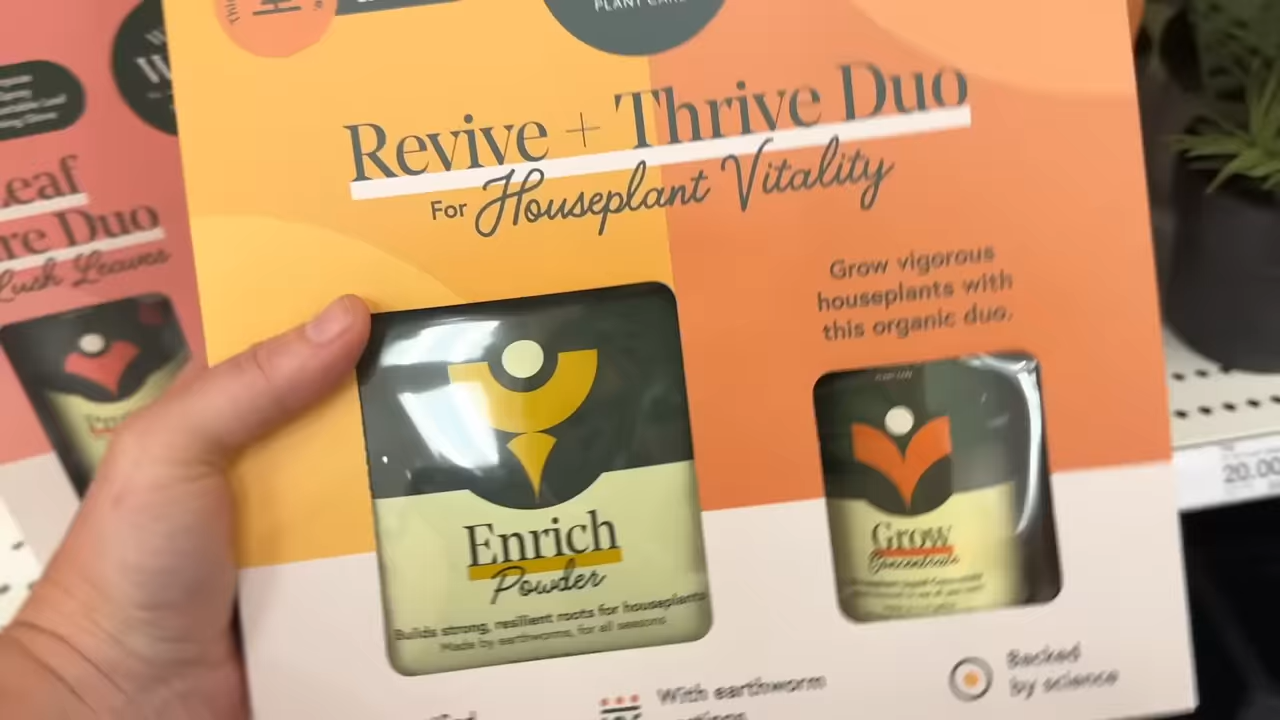 PLANT CARE
Revive + Thrive Duo
For Houseplant Vitality
Grow vigorous
houseplants with
this organic duo.
Enrich
Powder
Builds strong, resilient roots for houseplants
Made by earthworms, for all seasons
Grow
Concentrate
With earthworm
Backed
by science
Leaf
Duo
Lush Leaves
20.00